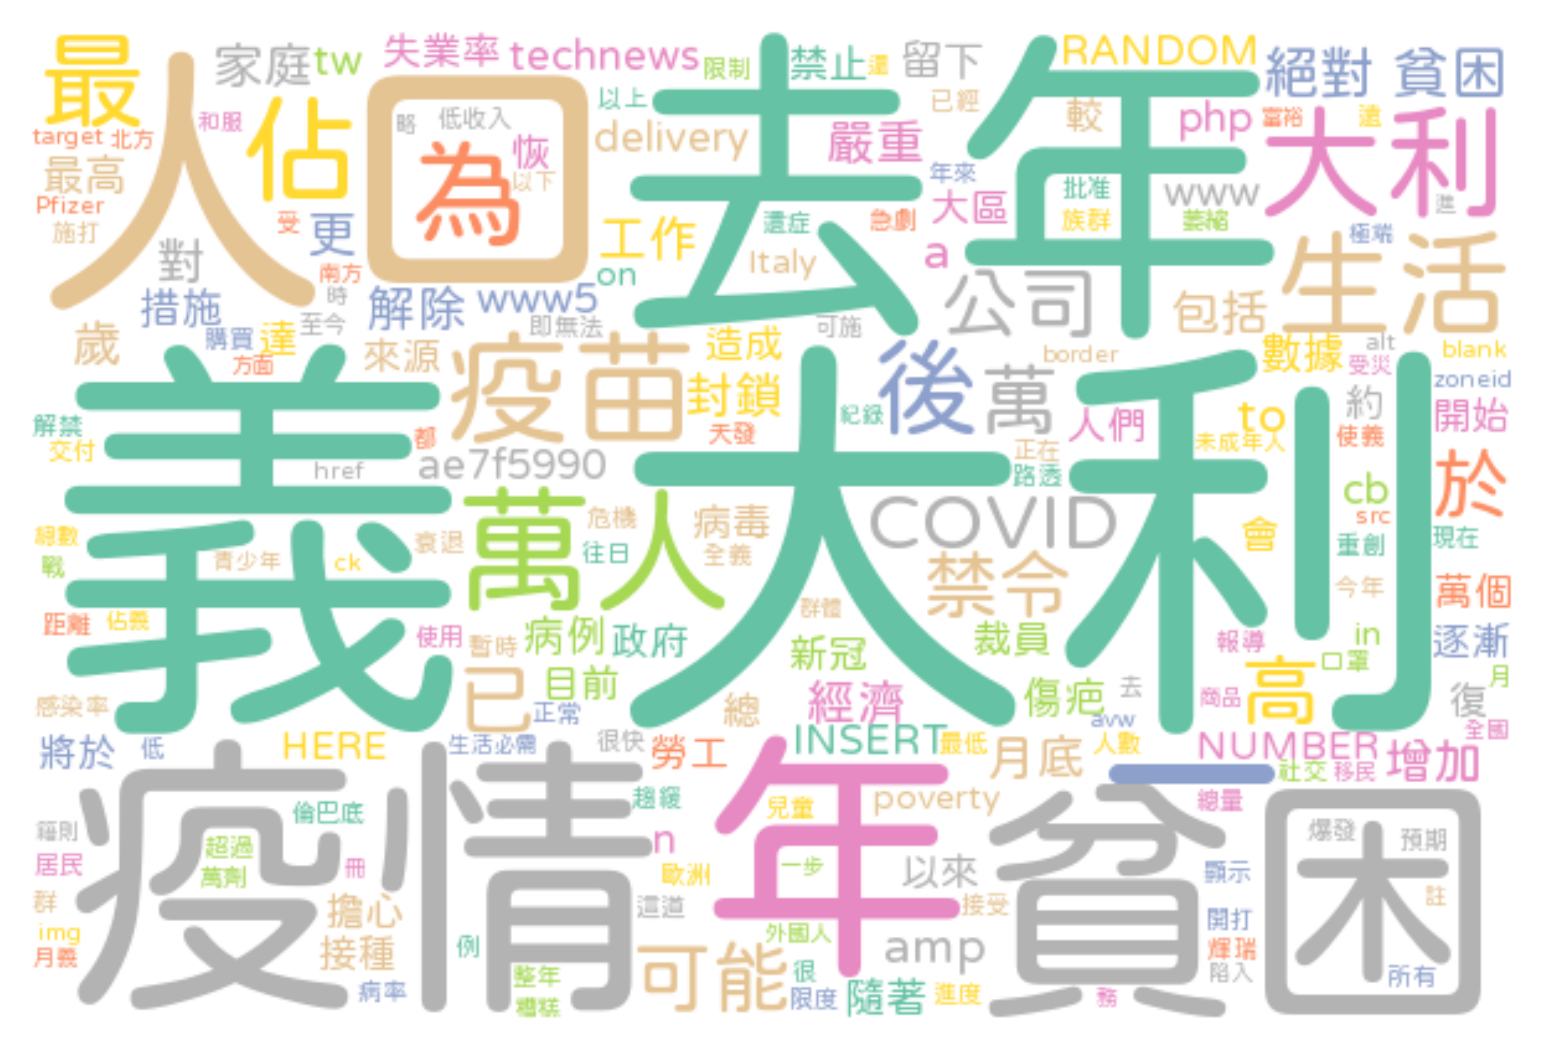 最
家庭
tw
失業率
technews
限制
禁止
還
留下
RANDOM
絕對
貧困
target
北方
和服
佔
人口
略
低收入
恢
以下
為
以上
delivery
去年
嚴重
已經
較
php
富裕
遠
大利
最高
Pfizer
施打
受
更
工作
遺症
急劇
年來
大區
批准
族群
www
萎縮
進
極端
對
南方
時
措施
解除
www5
on
Italy
a
公司
包括
生活
歲
購買
達
至今
方面
來源
即無法
疫苗
造成
可施
封鎖
後
萬
border
數據
alt
受災
blank
zoneid
義大利
解禁
交付
都
href
ae7f5990
天發
紀錄
人們
正在
路透
to
未成年人
約
使義
開始
cb
src
於
總數
戰
青少年
ck
衰退
萬人
危機
往日
病毒
全義
COVID
禁令
會
重創
現在
今年
萬個
距離
佔義
使用
暫時
病例
政府
群體
新冠
裁員
報導
in
口罩
逐漸
感染率
已
目前
正常
總
經濟
傷疤
去
avw
商品
高
復
月
全國
將於
低
HERE
生活必需
很快
勞工
INSERT
最低
月底
人數
NUMBER
社交
移民
增加
疫情
倫巴底
超過
萬劑
冊
趨緩
n
年
兒童
poverty
一
總量
貧困
爆發
預期
籍則
居民
群
img
月義
擔心
接種
病率
例
歐洲
這道
一步
以來
接受
外國人
amp
顯示
開打
輝瑞
陷入
註
所有
整年
糟糕
可能
很
限度
隨著
進度
務